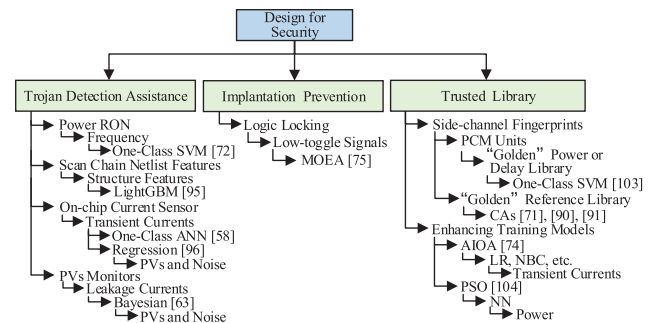 Design for
Security
Trojan Detection Assistance
Power RON
Frequency
One-Class SVM [72]
Scan Chain Netlist Features
Structure Features
LightGBM [95]
On-chip Current Sensor
Transient Currents
One-Class ANN [58]
Regression [96]
PVs and Noise
PVs Monitors
Leakage Currents
Bayesian [63]
PVs and Noise
Implantation Prevention
Logic Locking
Low-toggle Signals
MOEA [75]
Trusted Library
Side-channel Fingerprints
PCM Units
“Golden” Power or
Delay Library
One-Class SVM [103]
“Golden” Reference Library
CAs [71], [90], [91]
Enhancing Training Models
AIOA [74]
LR, NBC, etc.
Transient Currents
PSO [104]
NN
Power